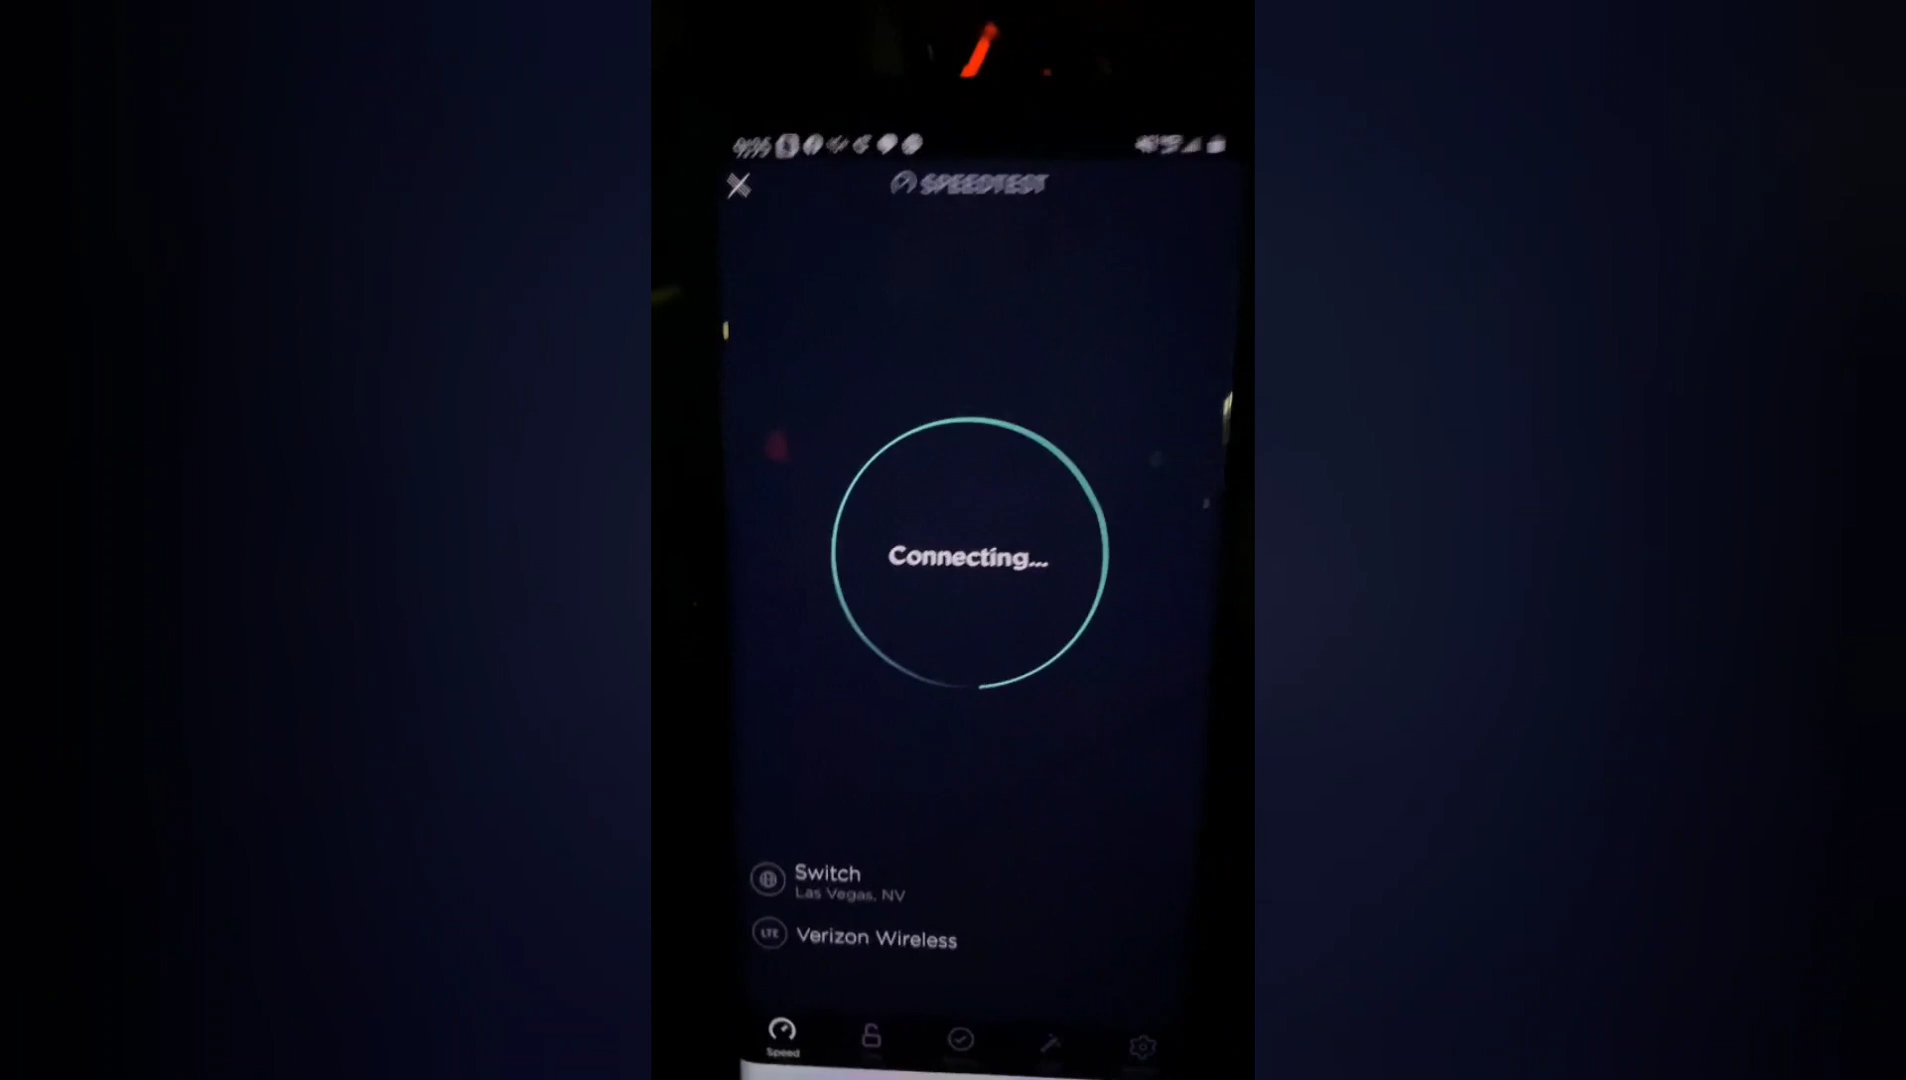 SPEEDTEST
Connecting...
Switch
Las Vegas, NV
LTE Verizon Wireless
Speed